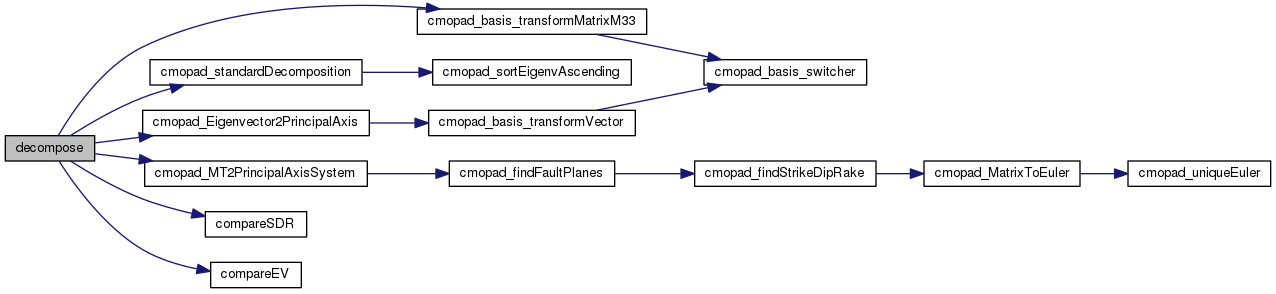 cmopad_basis_transformMatrixM33
cmopad_standardDecomposition
cmopad_sortEigenvAscending
cmopad_basis_switcher
cmopad_Eigenvector2PrincipalAxis
cmopad_basis_transformVector
decompose
cmopad_MT2PrincipalAxisSystem
cmopad_findFaultPlanes
cmopad_findStrikeDipRake
cmopad_MatrixToEuler
cmopad_uniqueEuler
compareSDR
compareEV